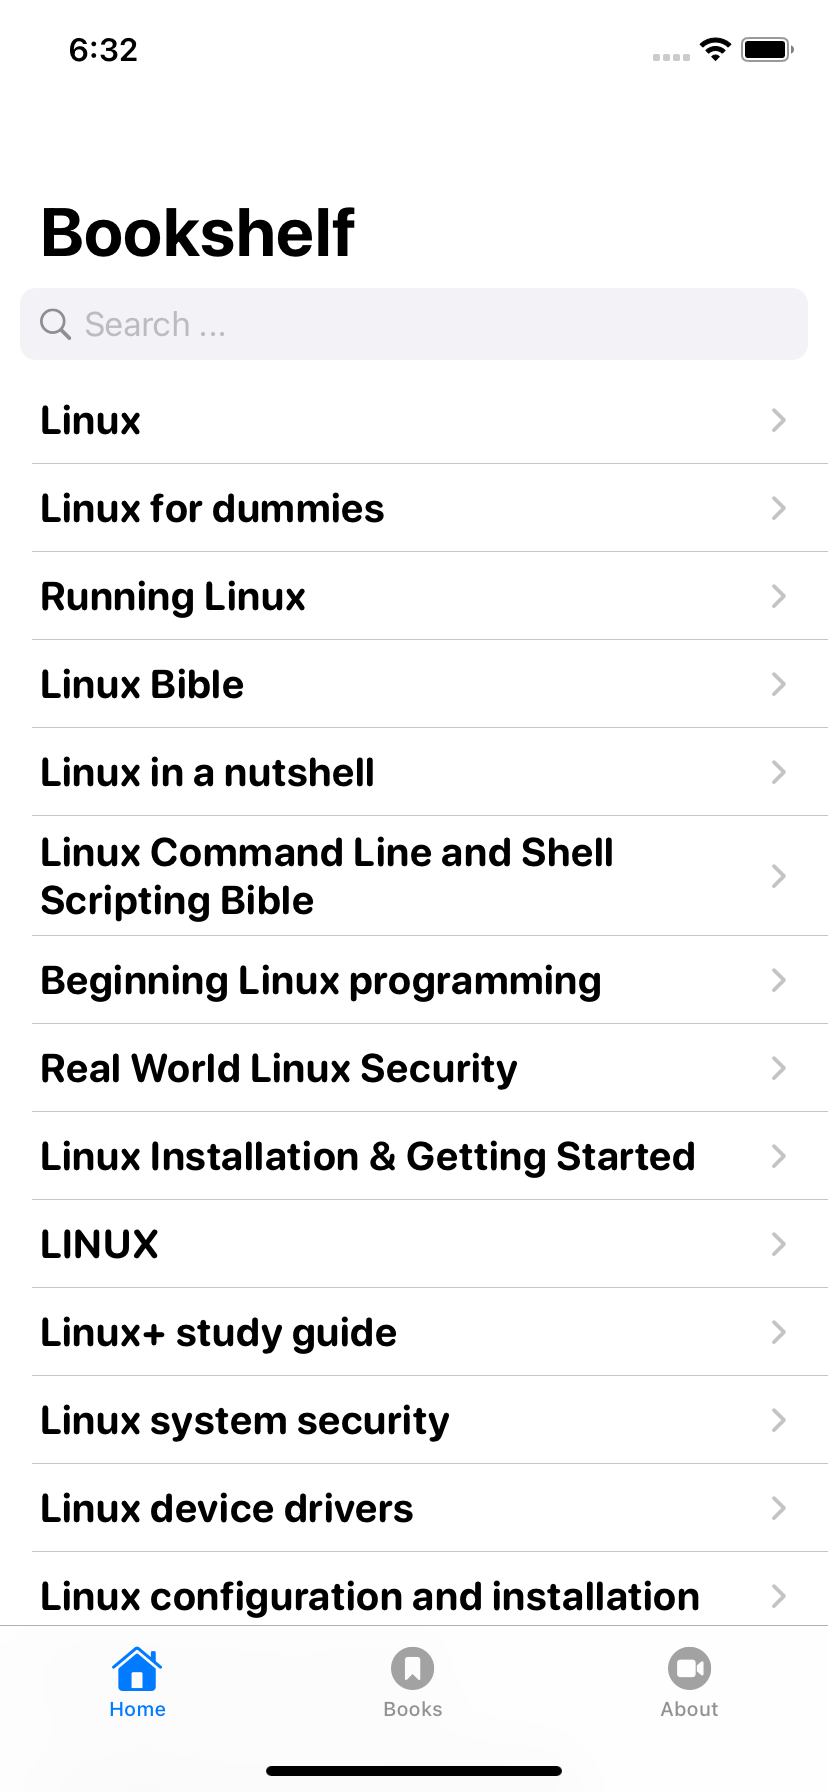 6:32
Bookshelf
Search ...
Linux
Linux for dummies
Running Linux
Linux Bible
Linux in a nutshell
Linux Command Line and Shell
Scripting Bible
Beginning Linux programming
Real World Linux Security
Linux Installation & Getting Started
LINUX
Linux+ study guide
Linux system security
Linux device drivers
Linux configuration and installation
Home
Books
About